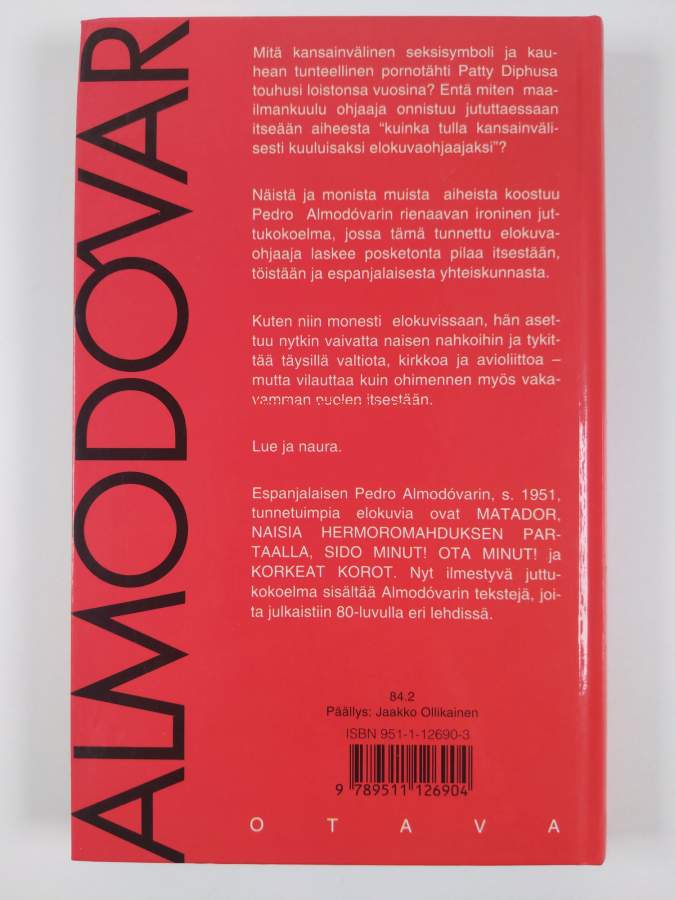 ALMODÓVAR
Mitä kansainvälinen seksisymboli ja kau-
hean tunteellinen pornotähti Patty Diphusa
touhusi loistonsa vuosina? Entä miten maa-
ilmankuulu ohjaaja onnistuu jututtaessaan
itseään aiheesta “kuinka tulla kansainväli-
sesti kuuluisaksi elokuvaohjaajaksi”?
Näistä ja monista muista aiheista koostuu
Pedro Almodóvarin rienaavan ironinen jut-
tukokoelma, jossa tämä tunnettu elokuva-
ohjaaja laskee posketonta pilaa itsestään,
töistään ja espanjalaisesta yhteiskunnasta.
Kuten niin monesti elokuvissaan, hän aset-
tuu nytkin vaivatta naisen nahkoihin ja tykit-
tää täysillä valtiota, kirkkoa ja avioliittoa –
mutta vilauttaa kuin ohimennen myös vaka-
vamman puolen itsestään.
Lue ja naura.
Espanjalaisen Pedro Almodóvarin, s. 1951,
tunnetuimpia elokuvia ovat MATADOR,
NAISIA HERMOROMAHDUKSEN PAR-
TAALLA, SIDO MINUT! OTA MINUT! ja
KORKEAT KOROT. Nyt ilmestyvä juttu-
kokoelma sisältää Almodóvarin tekstejä, joi-
ta julkaistiin 80-luvulla eri lehdissä.
84.2
Päällys: Jaakko Ollikainen
ISBN 951-1-12690-3
9 789511 126904
OTAVA